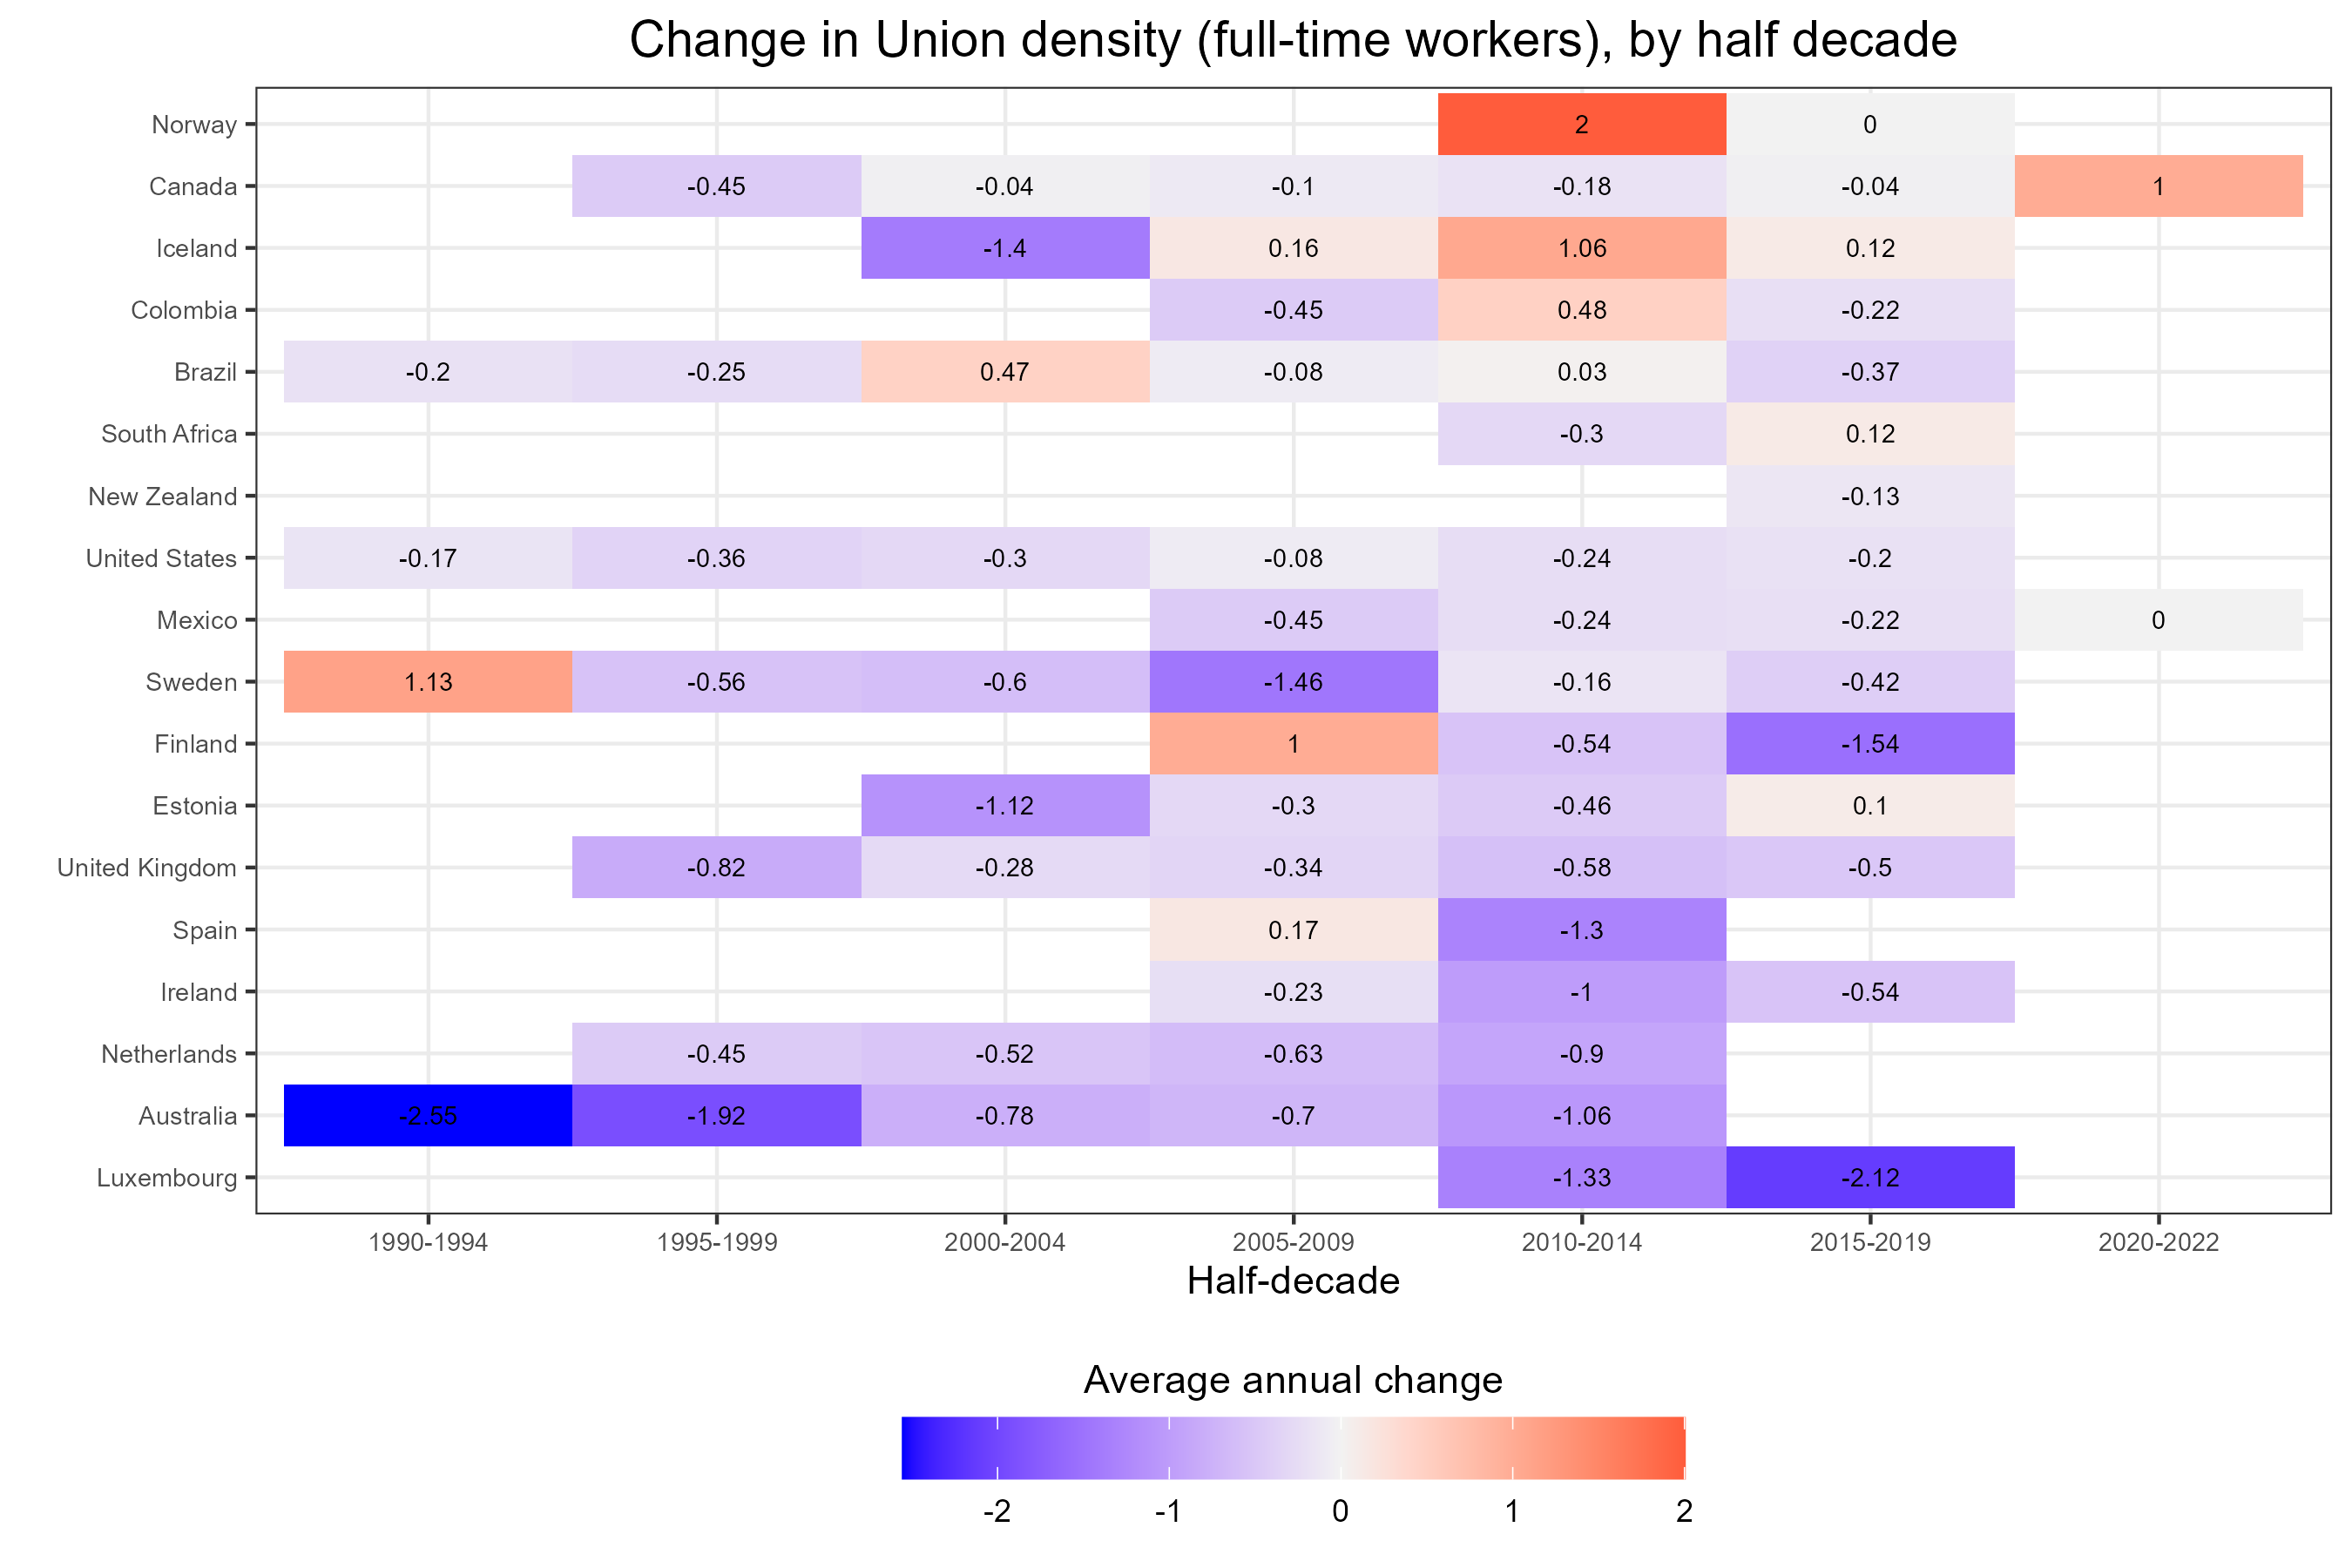 Change in Union density (full-time workers), by half decade
Norway 2 0
Canada -0.45 -0.04 -0.1 -0.18 -0.04 1
Iceland -1.4 0.16 1.06 0.12
Colombia -0.45 0.48 -0.22
Brazil -0.2 -0.25 0.47 -0.08 0.03 -0.37
South Africa -0.3 0.12
New Zealand -0.13
United States -0.17 -0.36 -0.3 -0.08 -0.24 -0.2
Mexico -0.45 -0.24 -0.22 0
Sweden 1.13 -0.56 -0.6 -1.46 -0.16 -0.42
Finland 1 -0.54 -1.54
Estonia -1.12 -0.3 -0.46 0.1
United Kingdom -0.82 -0.28 -0.34 -0.58 -0.5
Spain 0.17 -1.3
Ireland -0.23 -1 -0.54
Netherlands -0.45 -0.52 -0.63 -0.9
Australia -2.55 -1.92 -0.78 -0.7 -1.06
Luxembourg -1.33 -2.12
1990-1994 1995-1999 2000-2004 2005-2009 2010-2014 2015-2019 2020-2022
Half-decade
Average annual change
-2 -1 0 1 2